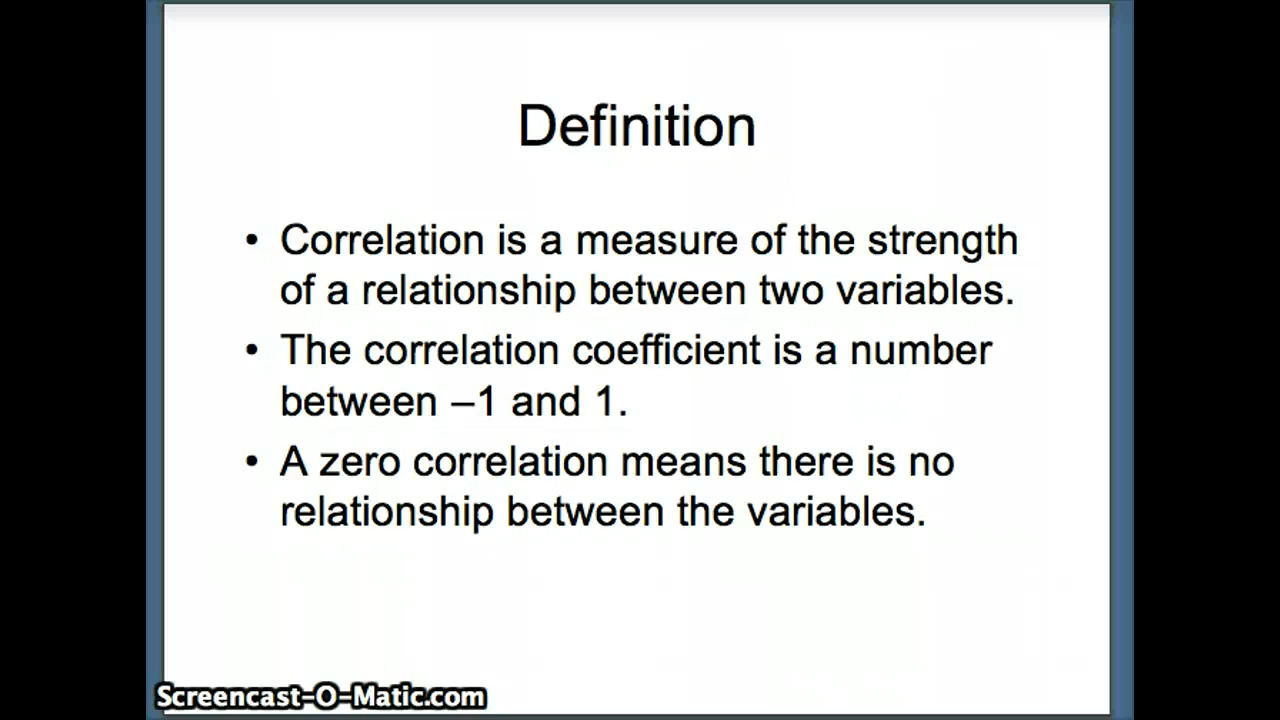 Definition
• Correlation is a measure of the strength
of a relationship between two variables.
• The correlation coefficient is a number
between –1 and 1.
• A zero correlation means there is no
relationship between the variables.
Screencast-O-Matic.com